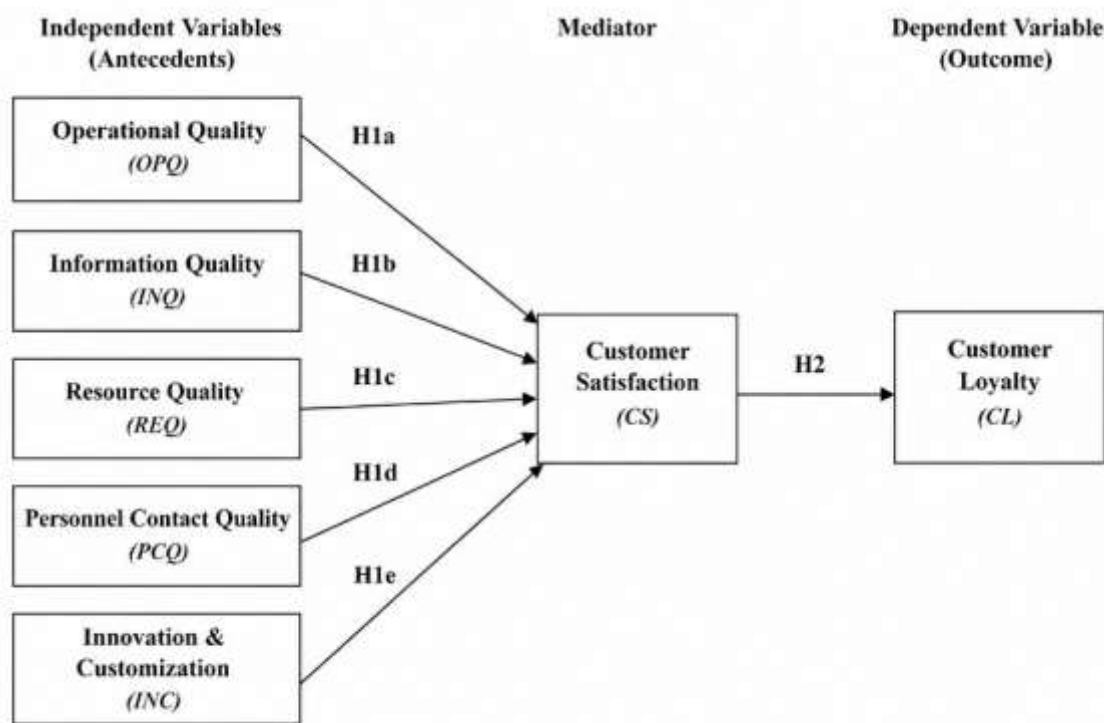 Independent Variables
(Antecedents)
Mediator
Dependent Variable
(Outcome)
Operational Quality
(OPQ)
H1a
Information Quality
(INQ)
H1b
Resource Quality
(REQ)
H1c
Personnel Contact Quality
(PCQ)
H1d
Innovation &
Customization
(INC)
H1e
Customer
Satisfaction
(CS)
H2
Customer
Loyalty
(CL)